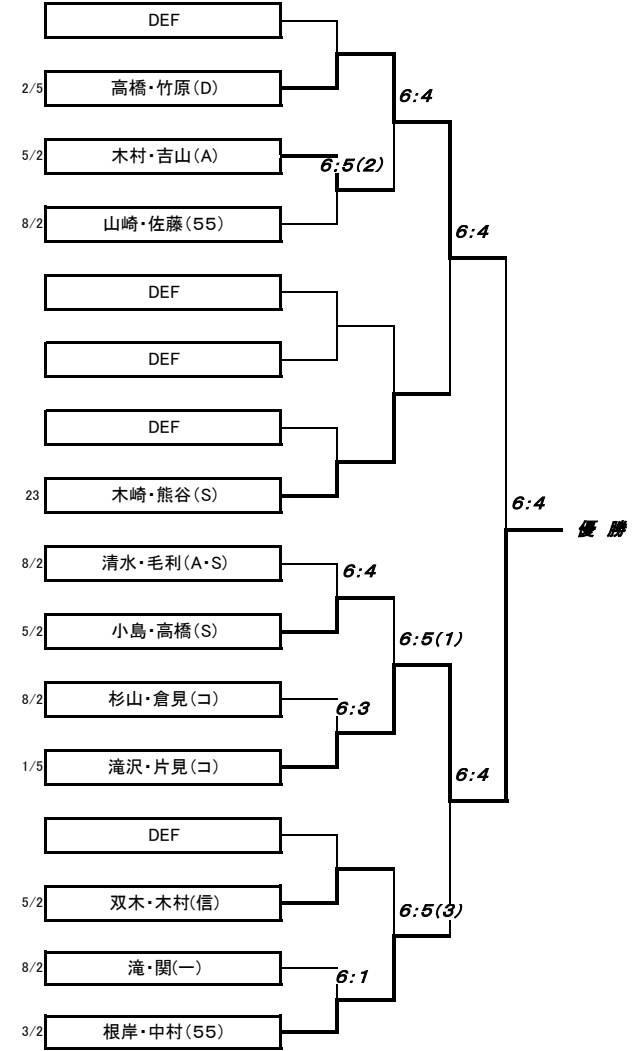 DEF
2/5 高橋・竹原(D)
6:4
5/2 木村・吉山(A)
6:5(2)
8/2 山崎・佐藤(55)
6:4
DEF
DEF
DEF
23 木崎・熊谷(S)
6:4
優 勝
8/2 清水・毛利(A・S)
6:4
5/2 小島・高橋(S)
6:5(1)
8/2 杉山・倉見(コ)
6:3
1/5 滝沢・片見(コ)
6:4
DEF
5/2 双木・木村(信)
6:5(3)
8/2 滝・関(一)
6:1
3/2 根岸・中村(55)